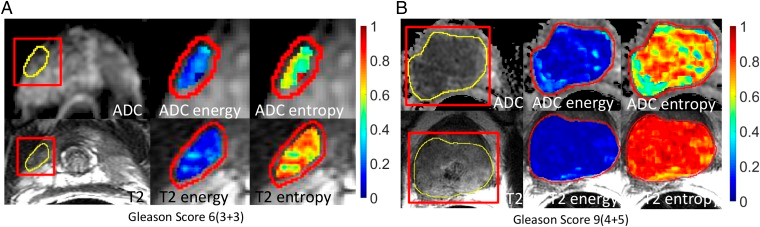 A
B
ADC
ADC energy
ADC entropy
1
0.8
0.6
0.4
0.2
0
T2
T2 energy
T2 entropy
Gleason Score 6(3+3)
ADC
ADC energy
ADC entropy
1
0.8
0.6
0.4
0.2
0
T2
T2 energy
T2 entropy
Gleason Score 9(4+5)